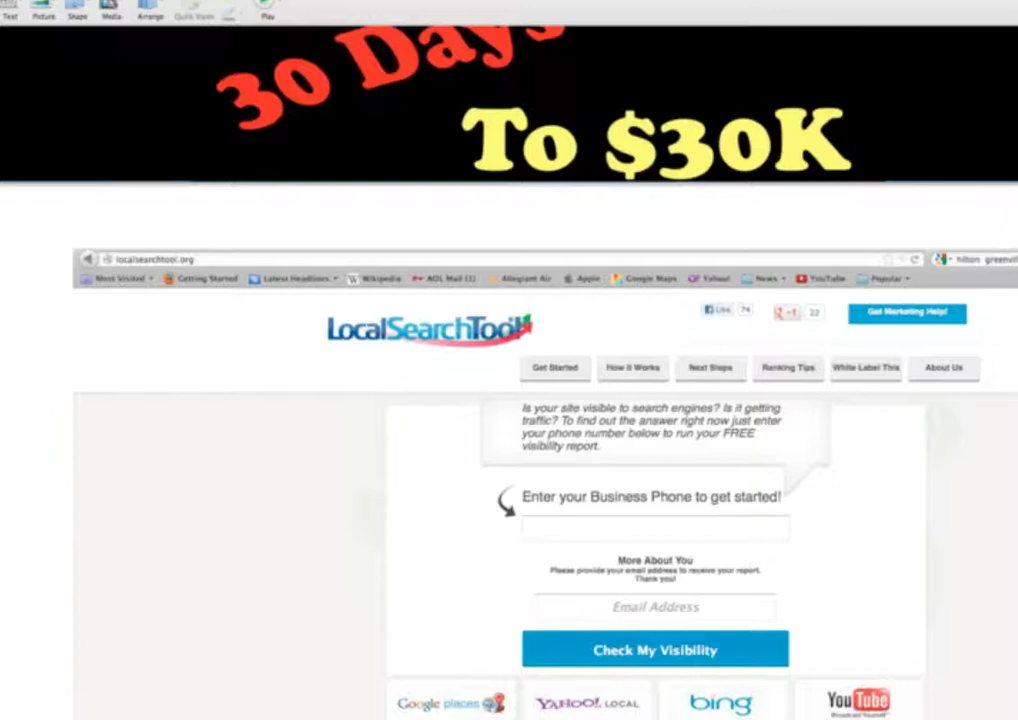 Text Picture Shape Media Arrange Quick Styles Play
30 Days
To $30K
localsearchtool.org
hilton greenvil
Most Visited Getting Started Latest Headlines Wikipedia AOL Mail (1) Allegiant Air Apple Google Maps Yahoo! News YouTube Popular
LocalSearchTool
Like 74 +1 32 Get Marketing Help!
Get Started How It Works Next Steps Ranking Tips White Label This About Us
Is your site visible to search engines? Is it getting
traffic? To find out the answer right now just enter
your phone number below to run your FREE
visibility report.
Enter your Business Phone to get started!
More About You
Please provide your email address to receive your report.
Thank you!
Email Address
Check My Visibility
Google places YAHOO! LOCAL bing YouTube
Broadcast Yourself